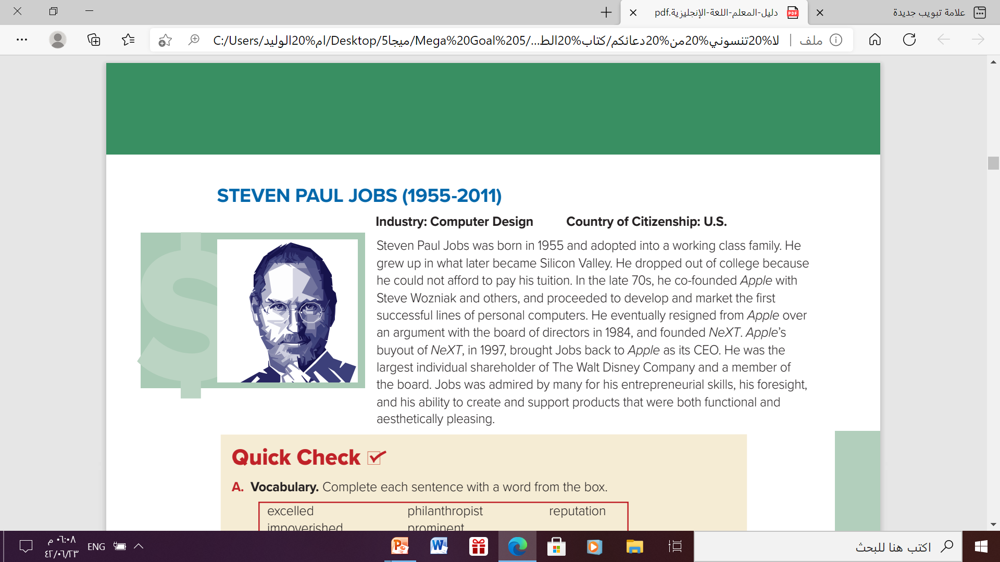 علامة تبويب جديدة
دليل-المعلم-اللغة-الإنجليزية.pdf
ملف
C:/Users/ام%20الوليد/Desktop/ميجا5/Mega%20Goal%205/...لا%20تنسوني%20من%20دعائكم/كتاب%20الط
STEVEN PAUL JOBS (1955-2011)
Industry: Computer Design Country of Citizenship: U.S.
Steven Paul Jobs was born in 1955 and adopted into a working class family. He
grew up in what later became Silicon Valley. He dropped out of college because
he could not afford to pay his tuition. In the late 70s, he co-founded Apple with
Steve Wozniak and others, and proceeded to develop and market the first
successful lines of personal computers. He eventually resigned from Apple over
an argument with the board of directors in 1984, and founded NeXT. Apple's
buyout of NeXT, in 1997, brought Jobs back to Apple as its CEO. He was the
largest individual shareholder of The Walt Disney Company and a member of
the board. Jobs was admired by many for his entrepreneurial skills, his foresight,
and his ability to create and support products that were both functional and
aesthetically pleasing.
Quick Check
A. Vocabulary. Complete each sentence with a word from the box.
excelled philanthropist reputation
impoverished prominent
اكتب هنا للبحث
ENG
٠٦:٠٨ م
٤٢/٠٦/٢٣